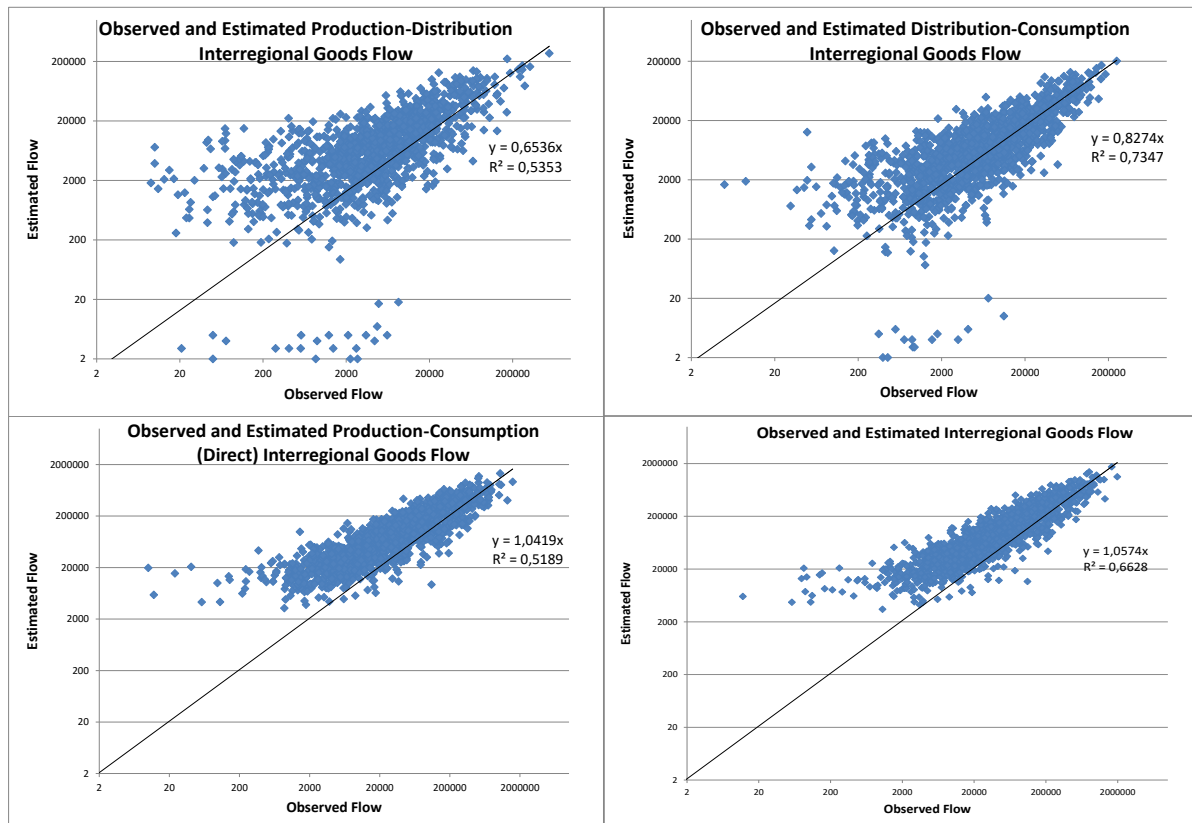 Observed and Estimated Production-Distribution
Interregional Goods Flow
200000
20000
2000
200
20
2
Estimated Flow
y = 0,6536x
R² = 0,5353
2 20 200 2000 20000 200000
Observed Flow
Observed and Estimated Distribution-Consumption
Interregional Goods Flow
200000
20000
2000
200
20
2
Estimated Flow
y = 0,8274x
R² = 0,7347
2 20 200 2000 20000 200000
Observed Flow
Observed and Estimated Production-Consumption
(Direct) Interregional Goods Flow
2000000
200000
20000
2000
200
20
2
Estimated Flow
y = 1,0419x
R² = 0,5189
2 20 200 2000 20000 200000 2000000
Observed Flow
Observed and Estimated Interregional Goods Flow
2000000
200000
20000
2000
200
20
2
Estimated Flow
y = 1,0574x
R² = 0,6628
2 20 200 2000 20000 200000 2000000
Observed Flow